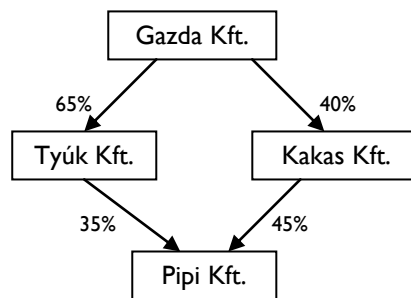 Gazda Kft.
65%
40%
Tyúk Kft.
Kakas Kft.
35%
45%
Pipi Kft.